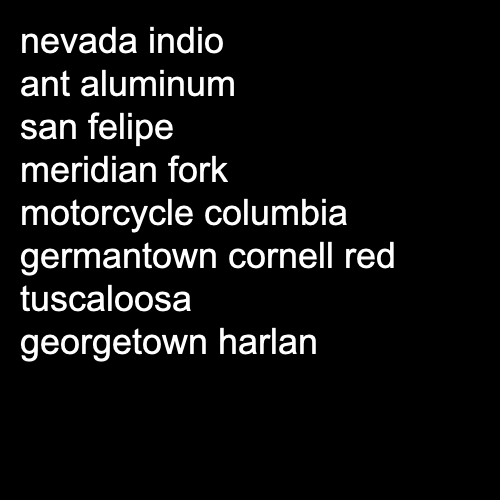 nevada indio
ant aluminum
san felipe
meridian fork
motorcycle columbia
germantown cornell red
tuscaloosa
georgetown harlan